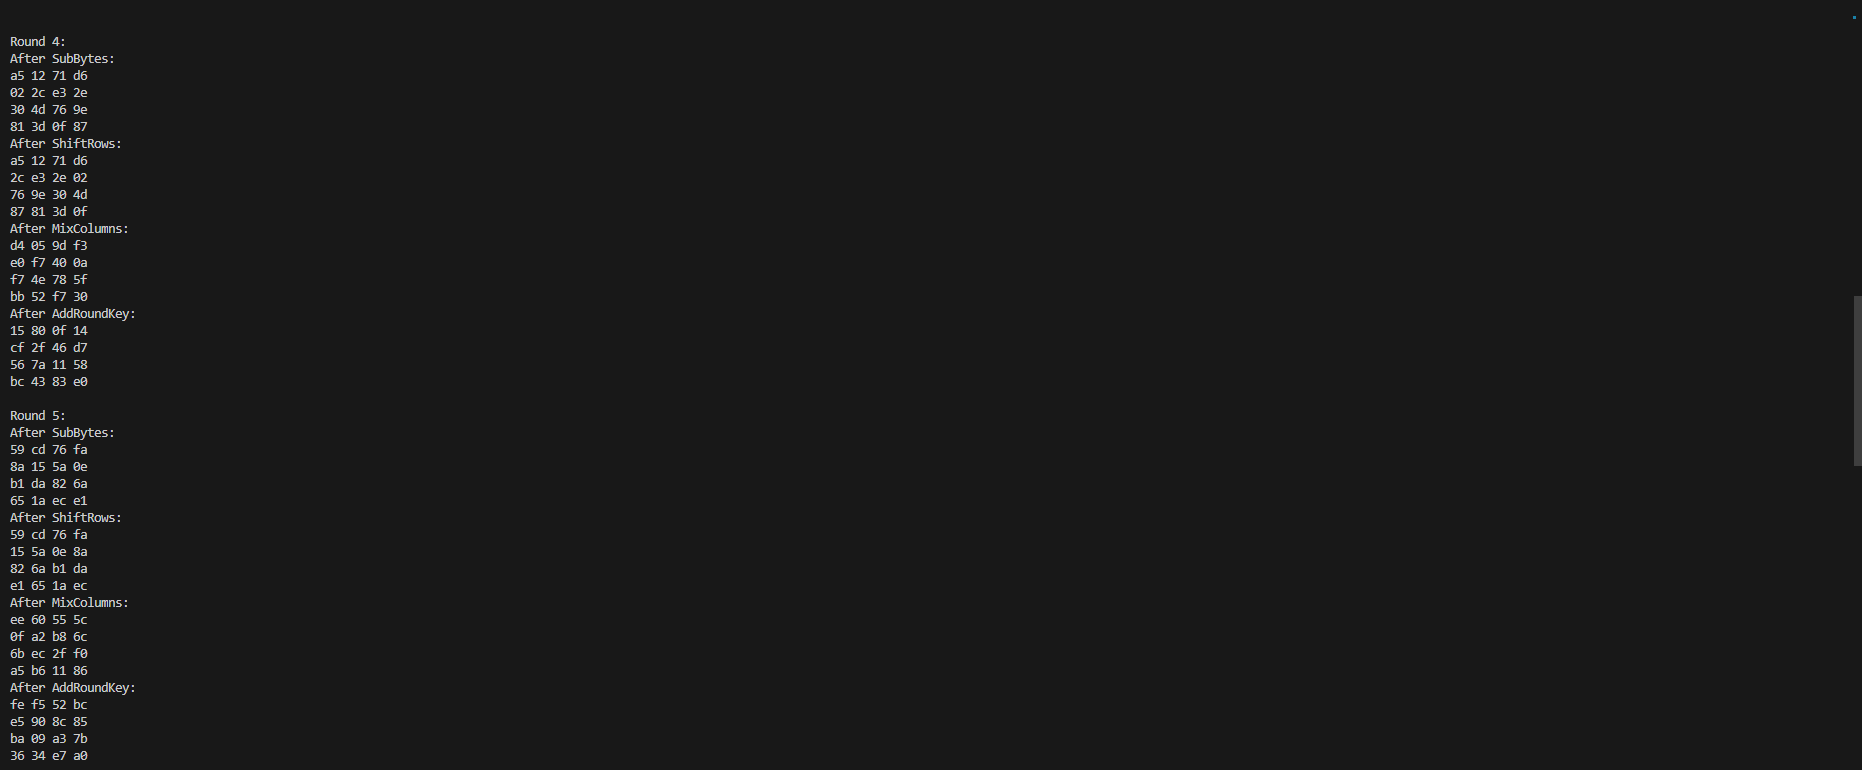 Round 4:
After SubBytes:
a5 12 71 d6
02 2c e3 2e
30 4d 76 9e
81 3d 0f 87
After ShiftRows:
a5 12 71 d6
2c e3 2e 02
76 9e 30 4d
87 81 3d 0f
After MixColumns:
d4 05 9d f3
e0 f7 40 0a
f7 4e 78 5f
bb 52 f7 30
After AddRoundKey:
15 80 0f 14
cf 2f 46 d7
56 7a 11 58
bc 43 83 e0
Round 5:
After SubBytes:
59 cd 76 fa
8a 15 5a 0e
b1 da 82 6a
65 1a ec e1
After ShiftRows:
59 cd 76 fa
15 5a 0e 8a
82 6a b1 da
e1 65 1a ec
After MixColumns:
ee 60 55 5c
0f a2 b8 6c
6b ec 2f f0
a5 b6 11 86
After AddRoundKey:
fe f5 52 bc
e5 90 8c 85
ba 09 a3 7b
36 34 e7 a0